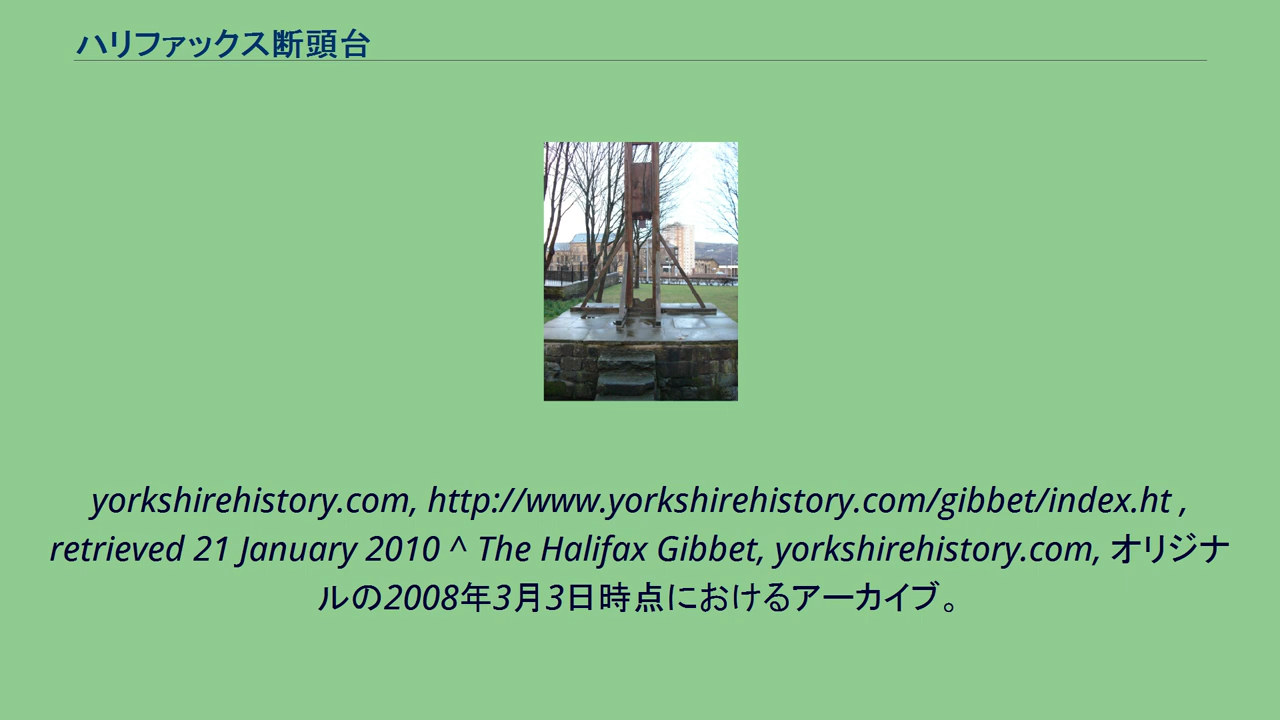 ハリファックス断頭台
yorkshirehistory.com, http://www.yorkshirehistory.com/gibbet/index.ht ,
retrieved 21 January 2010 ^ The Halifax Gibbet, yorkshirehistory.com, オリジナ
ルの2008年3月3日時点におけるアーカイブ。